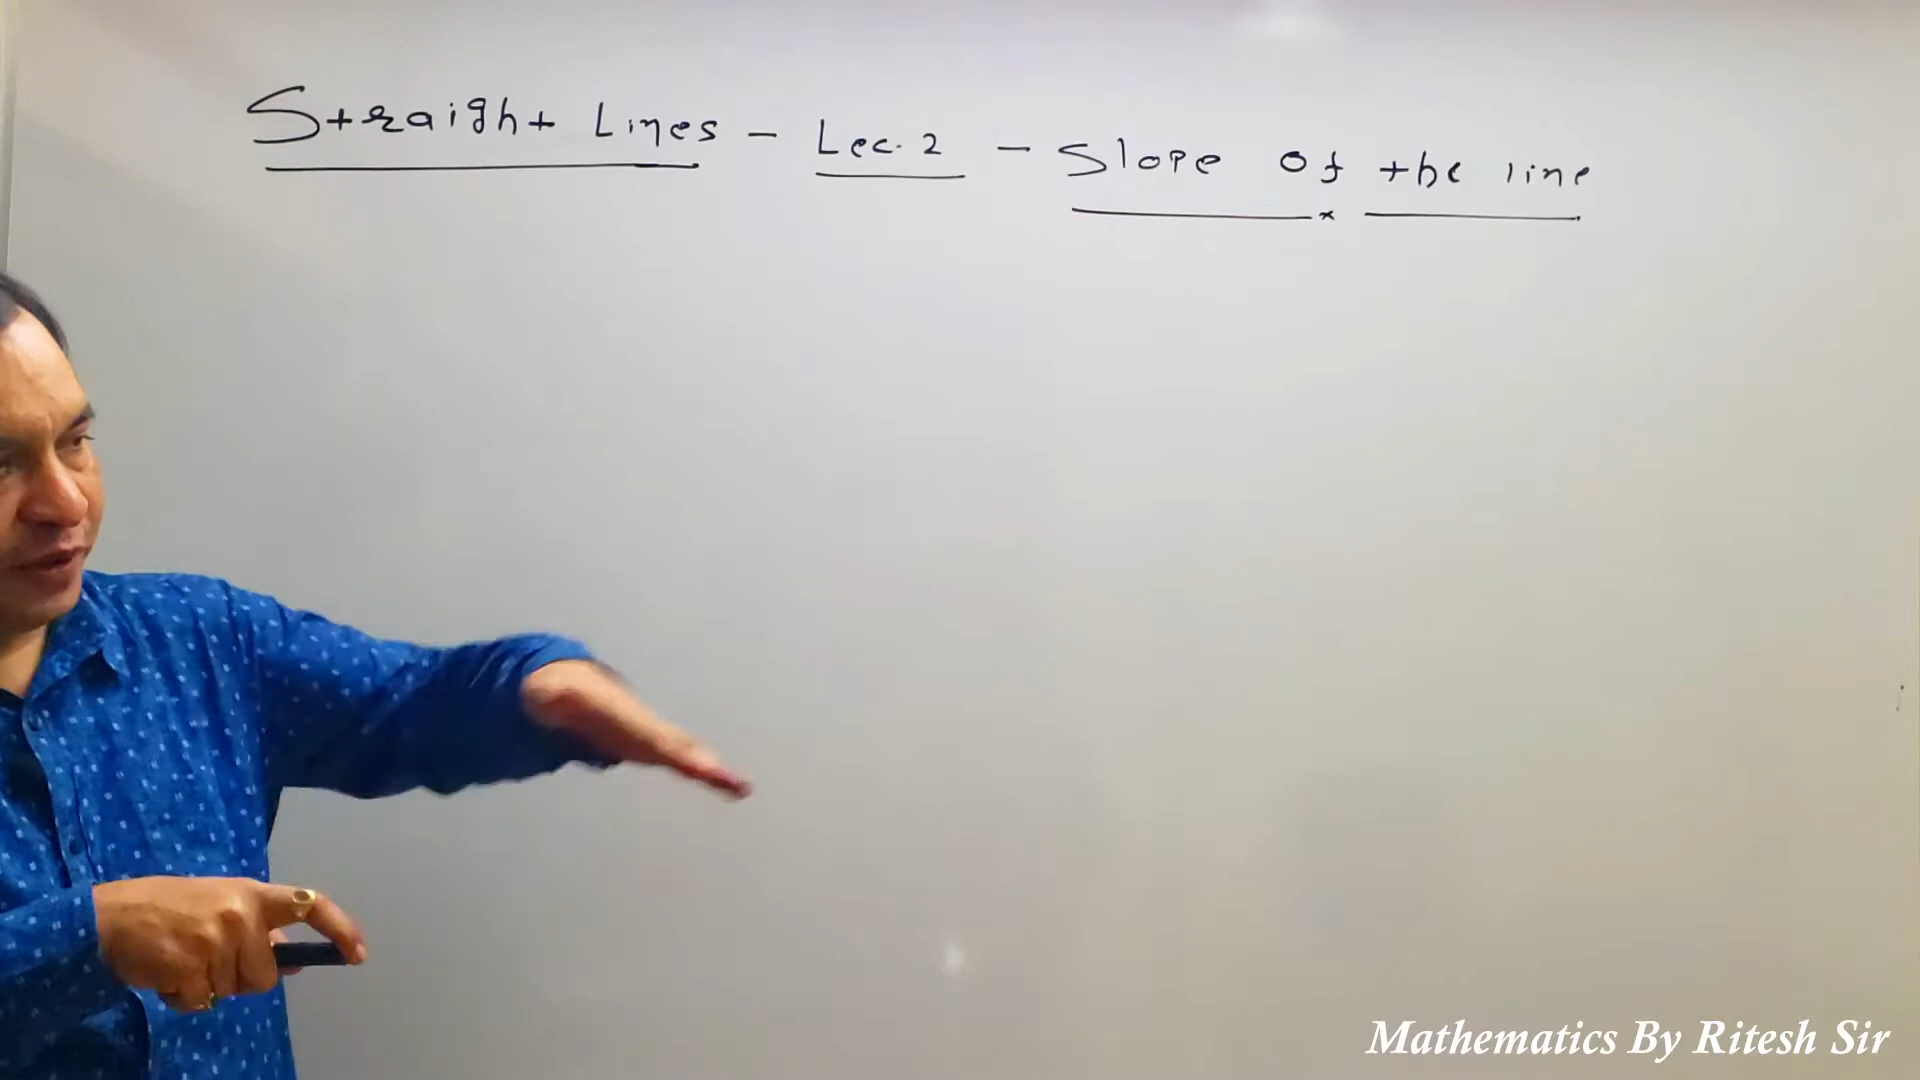 Straight Lines - Lec. 2 - Slope of the line
Mathematics By Ritesh Sir